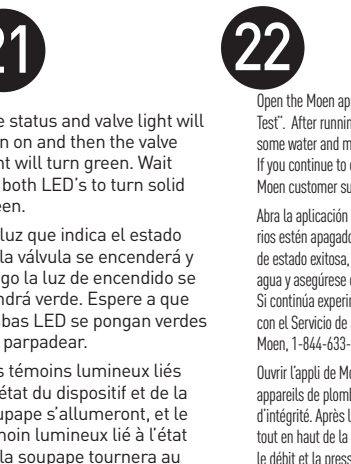 21
e status and valve light will
n on and then the valve
nt will turn green. Wait
both LED's to turn solid
een.
luz que indica el estado
la válvula se encenderá y
go la luz de encendido se
ndrá verde. Espere a que
bas LED se pongan verdes
parpadear.
s témoins lumineux liés
état du dispositif et de la
upape s'allumeront, et le
moin lumineux lié à l'état
la soupape tournera au
22
Open the Moen ap
Test". After runnin
some water and m
If you continue to
Moen customer su
Abra la aplicación
rios estén apagado
de estado exitosa,
agua y asegúrese
Si continúa experi
con el Servicio de
Moen, 1-844-633-
Ouvrir l'appli de Mo
appareils de plomb
d'intégrité. Après l
tout en haut de la
le débit et la press